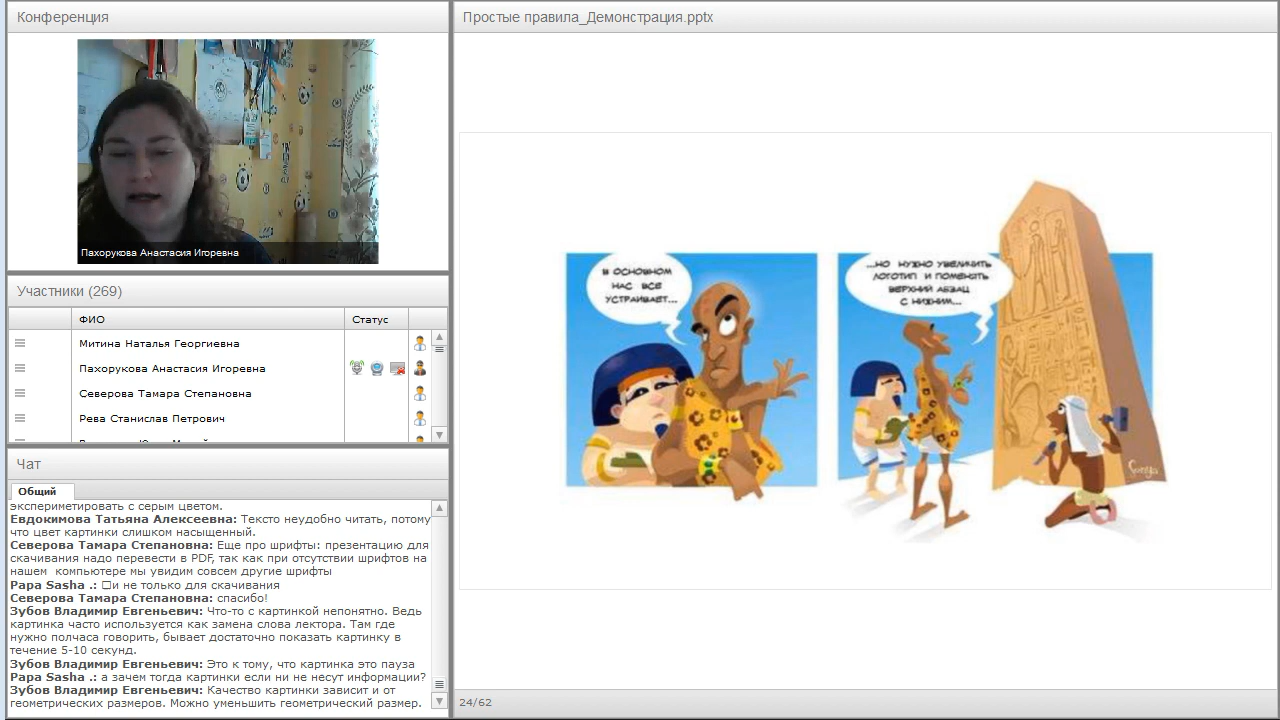 Конференция
Пахорукова Анастасия Игоревна
Участники (269)
ФИО
Статус
Митина Наталья Георгиевна
Пахорукова Анастасия Игоревна
Северова Тамара Степановна
Рева Станислав Петрович
Чат
Общий
экспериметировать с серым цветом.
Евдокимова Татьяна Алексеевна: Тексто неудобно читать, потому
что цвет картинки слишком насыщенный.
Северова Тамара Степановна: Еще про шрифты: презентацию для
скачивания надо перевести в PDF, так как при отсутствии шрифтов на
нашем компьютере мы увидим совсем другие шрифты
Papa Sasha .: и не только для скачивания
Северова Тамара Степановна: спасибо!
Зубов Владимир Евгеньевич: Что-то с картинкой непонятно. Ведь
картинка часто используется как замена слова лектора. Там где
нужно полчаса говорить, бывает достаточно показать картинку в
течение 5-10 секунд.
Зубов Владимир Евгеньевич: Это к тому, что картинка это пауза
Papa Sasha .: а зачем тогда картинки если ни не несут информации?
Зубов Владимир Евгеньевич: Качество картинки зависит и от
геометрических размеров. Можно уменьшить геометрический размер.
Простые правила_Демонстрация.pptx
В ОСНОВНОМ
НАС ВСЕ
УСТРАИВАЕТ...
...НО НУЖНО УВЕЛИЧИТЬ
ЛОГОТИП И ПОМЕНЯТЬ
ВЕРХНИЙ АБЗАЦ
С НИЖНИМ...
24/62